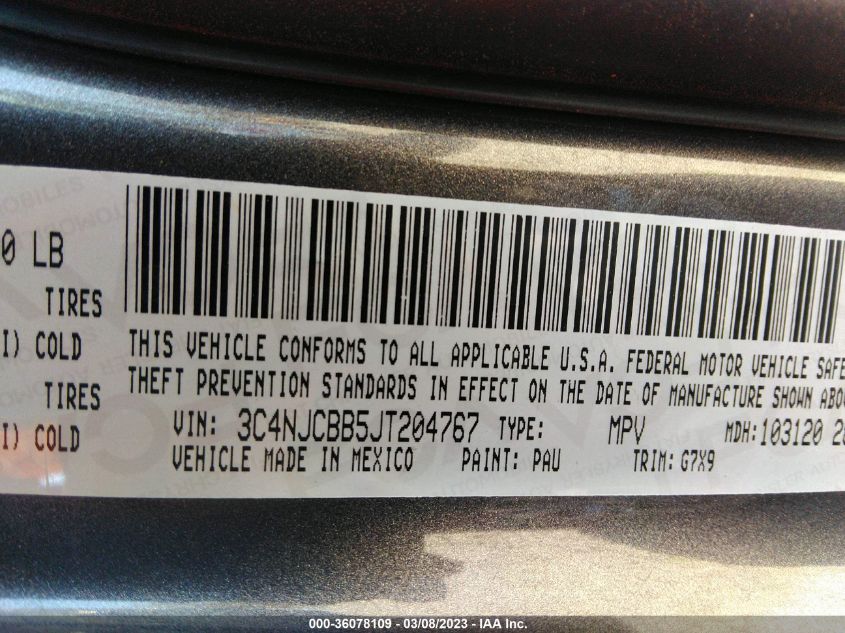 0 LB
TIRES
I) COLD
TIRES
I) COLD
THIS VEHICLE CONFORMS TO ALL APPLICABLE U.S.A. FEDERAL MOTOR VEHICLE SAFE
THEFT PREVENTION STANDARDS IN EFFECT ON THE DATE OF MANUFACTURE SHOWN ABO
VIN: 3C4NJCBB5JT204767 TYPE: MPV MDH:103120 20
VEHICLE MADE IN MEXICO PAINT: PAU TRIM: G7X9
000-36078109 - 03/08/2023 - IAA Inc.